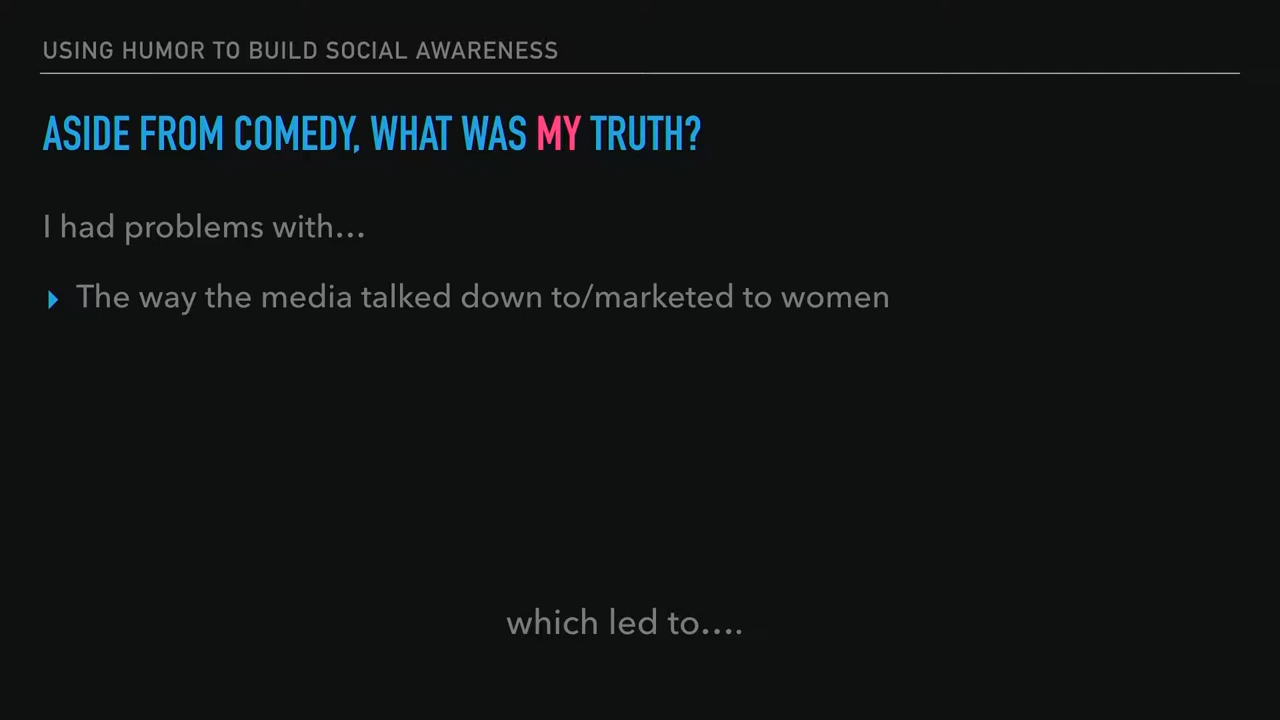 USING HUMOR TO BUILD SOCIAL AWARENESS
ASIDE FROM COMEDY, WHAT WAS MY TRUTH?
I had problems with...
The way the media talked down to/marketed to women
which led to....